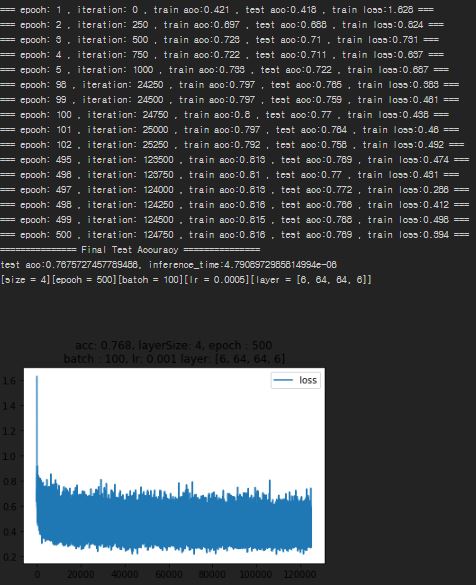 === epoch: 1 , iteration: 0 , train acc:0.421 , test acc:0.418 , train loss:1.628 ===
=== epoch: 2 , iteration: 250 , train acc:0.697 , test acc:0.688 , train loss:0.824 ===
=== epoch: 3 , iteration: 500 , train acc:0.723 , test acc:0.71 , train loss:0.731 ===
=== epoch: 4 , iteration: 750 , train acc:0.722 , test acc:0.711 , train loss:0.637 ===
=== epoch: 5 , iteration: 1000 , train acc:0.733 , test acc:0.722 , train loss:0.687 ===
=== epoch: 98 , iteration: 24250 , train acc:0.797 , test acc:0.765 , train loss:0.383 ===
=== epoch: 99 , iteration: 24500 , train acc:0.797 , test acc:0.759 , train loss:0.461 ===
=== epoch: 100 , iteration: 24750 , train acc:0.8 , test acc:0.77 , train loss:0.438 ===
=== epoch: 101 , iteration: 25000 , train acc:0.797 , test acc:0.764 , train loss:0.46 ===
=== epoch: 102 , iteration: 25250 , train acc:0.792 , test acc:0.758 , train loss:0.492 ===
=== epoch: 495 , iteration: 123500 , train acc:0.813 , test acc:0.769 , train loss:0.474 ===
=== epoch: 496 , iteration: 123750 , train acc:0.81 , test acc:0.77 , train loss:0.431 ===
=== epoch: 497 , iteration: 124000 , train acc:0.813 , test acc:0.772 , train loss:0.288 ===
=== epoch: 498 , iteration: 124250 , train acc:0.816 , test acc:0.766 , train loss:0.412 ===
=== epoch: 499 , iteration: 124500 , train acc:0.815 , test acc:0.768 , train loss:0.498 ===
=== epoch: 500 , iteration: 124750 , train acc:0.816 , test acc:0.769 , train loss:0.394 ===
=============== Final Test Accuracy ===============
test acc:0.7675727457789486, inference_time:4.7908972985814994e-06
[size = 4][epoch = 500][batch = 100][lr = 0.0005][layer = [6, 64, 64, 6]]
acc: 0.768, layerSize: 4, epoch : 500
batch : 100, lr: 0.001 layer: [6, 64, 64, 6]
loss
1.6
1.4
1.2
1.0
0.8
0.6
0.4
0.2
0 20000 40000 60000 80000 100000 120000